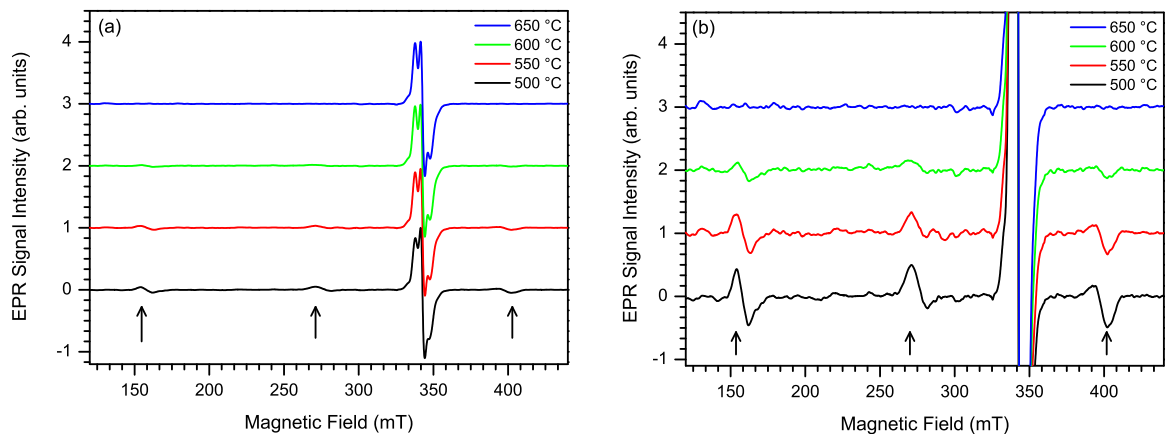 (a)
650 °C
600 °C
550 °C
500 °C
4
3
2
1
0
-1
EPR Signal Intensity (arb. units)
150 200 250 300 350 400
Magnetic Field (mT)
(b)
650 °C
600 °C
550 °C
500 °C
4
3
2
1
0
-1
EPR Signal Intensity (arb. units)
150 200 250 300 350 400
Magnetic Field (mT)